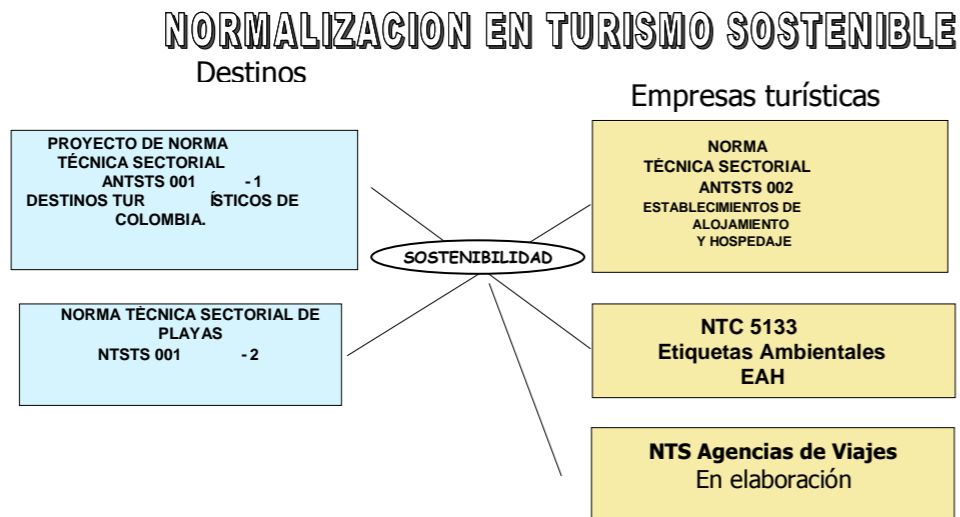 NORMALIZACION EN TURISMO SOSTENIBLE
Destinos
PROYECTO DE NORMA
TÉCNICA SECTORIAL
ANTSTS 001 - 1
DESTINOS TUR ÍSTICOS DE
COLOMBIA.
NORMA TÈCNICA SECTORIAL DE
PLAYAS
NTSTS 001 - 2
SOSTENIBILIDAD
Empresas turísticas
NORMA
TÉCNICA SECTORIAL
ANTSTS 002
ESTABLECIMIENTOS DE
ALOJAMIENTO
Y HOSPEDAJE
NTC 5133
Etiquetas Ambientales
EAH
NTS Agencias de Viajes
En elaboración